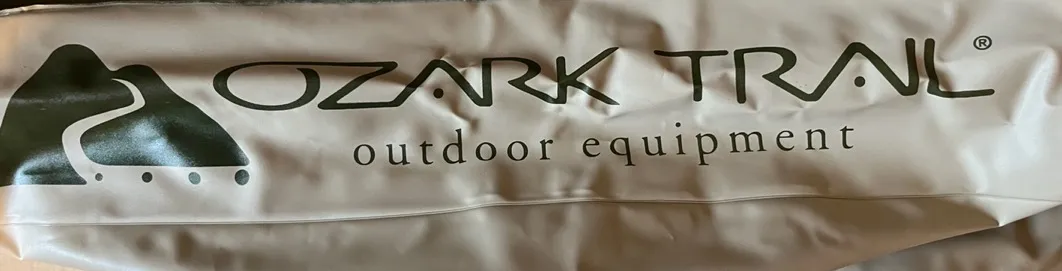 OZARK TRAIL®
outdoor equipment